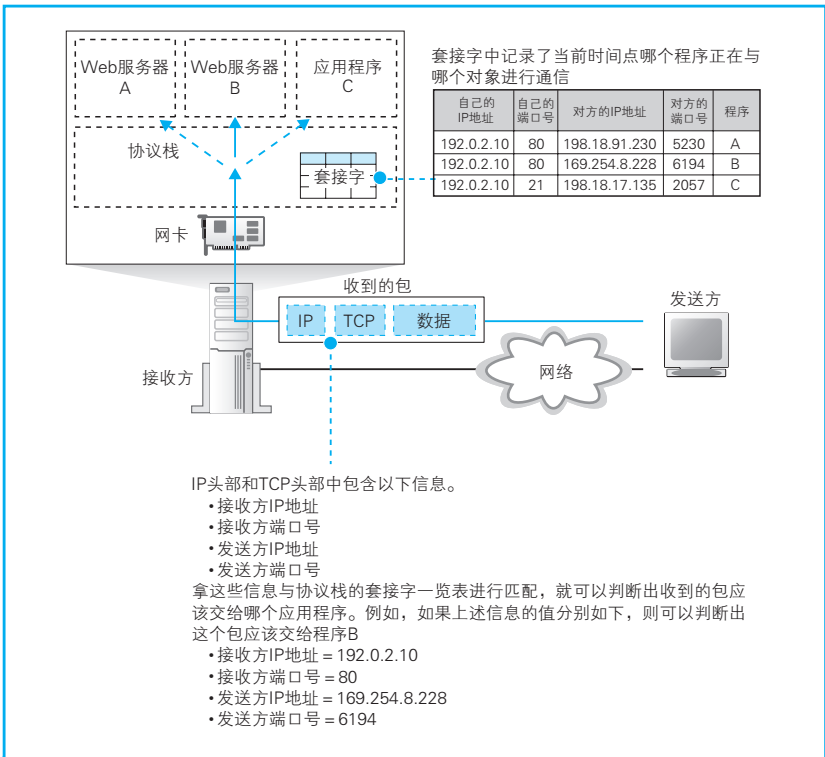 套接字中记录了当前时间点哪个程序正在与
哪个对象进行通信
Web服务器
A
Web服务器
B
应用程序
C
协议栈
套接字
网卡
自己的
IP地址
自己的
端口号
对方的IP地址
对方的
端口号
程序
192.0.2.10 80 198.18.91.230 5230 A
192.0.2.10 80 169.254.8.228 6194 B
192.0.2.10 21 198.18.17.135 2057 C
收到的包
IP TCP 数据
发送方
接收方
网络
IP头部和TCP头部中包含以下信息。
•接收方IP地址
•接收方端口号
•发送方IP地址
•发送方端口号
拿这些信息与协议栈的套接字一览表进行匹配，就可以判断出收到的包应
该交给哪个应用程序。例如，如果上述信息的值分别如下，则可以判断出
这个包应该交给程序B
•接收方IP地址 = 192.0.2.10
•接收方端口号 = 80
•发送方IP地址 = 169.254.8.228
•发送方端口号 = 6194